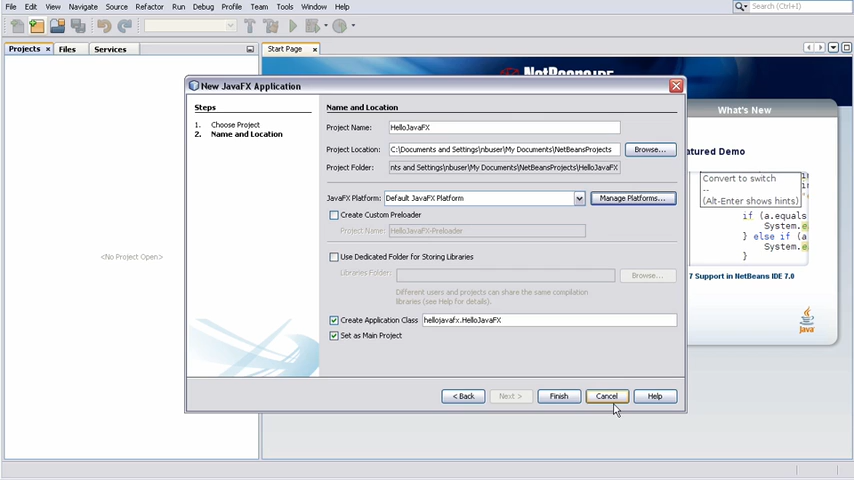 File Edit View Navigate Source Refactor Run Debug Profile Team Tools Window Help
Search (Ctrl+I)
Projects Files Services Start Page
NetBeans IDE
What's New
New JavaFX Application
Steps
1. Choose Project
2. Name and Location
Name and Location
Project Name: HelloJavaFX
Project Location: C:\Documents and Settings\nbuser\My Documents\NetBeansProjects Browse...
Project Folder: nts and Settings\nbuser\My Documents\NetBeansProjects\HelloJavaFX
JavaFX Platform: Default JavaFX Platform Manage Platforms...
Create Custom Preloader
Project Name: HelloJavaFX-Preloader
Use Dedicated Folder for Storing Libraries
Libraries Folder: Browse...
Different users and projects can share the same compilation
libraries (see Help for details).
Create Application Class hellojavafx.HelloJavaFX
Set as Main Project
< Back Next > Finish Cancel Help
<No Project Open>
atured Demo
Convert to switch
--
(Alt-Enter shows hints)
if (a.equals
System.
} else if (a
System.
}
7 Support in NetBeans IDE 7.0
Java